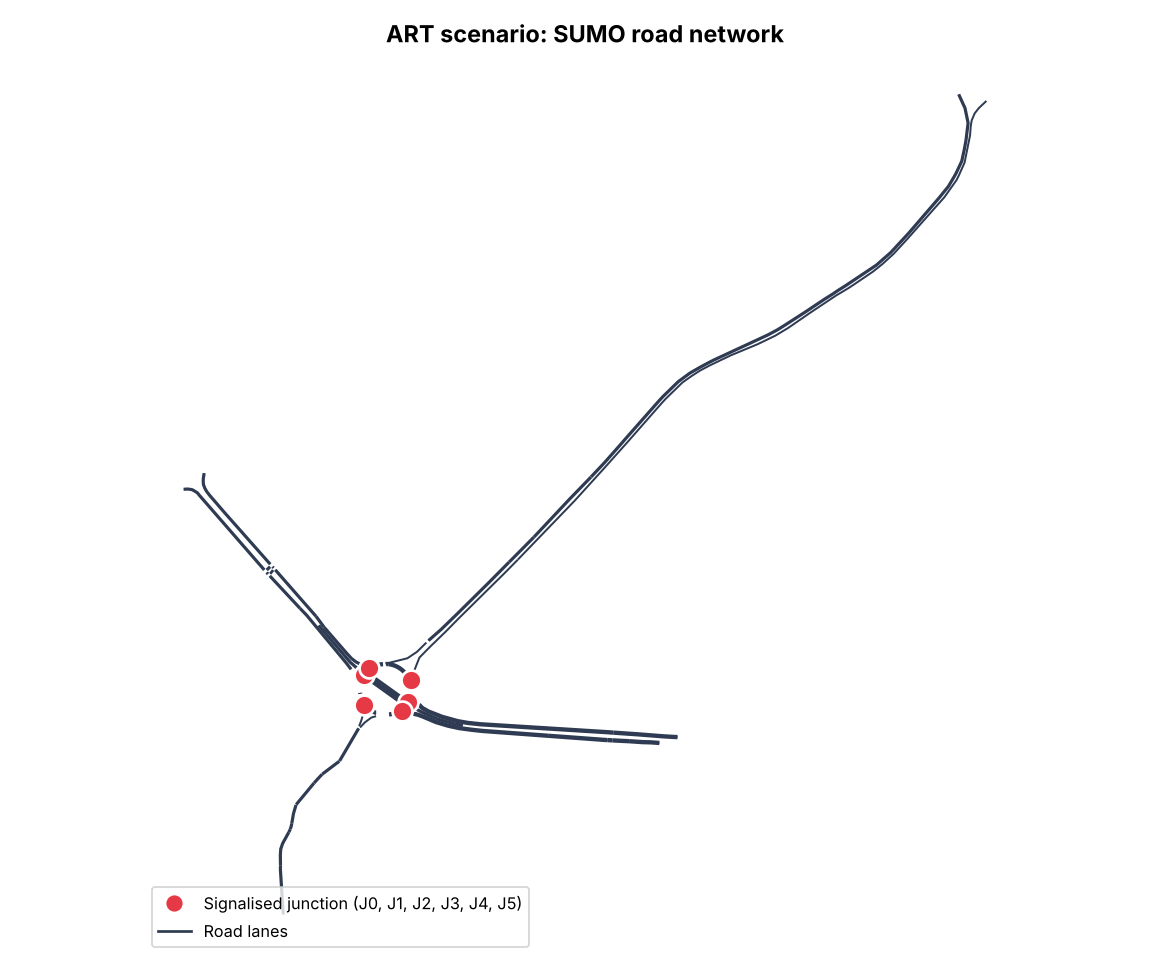 ART scenario: SUMO road network
Signalised junction (J0, J1, J2, J3, J4, J5)
Road lanes